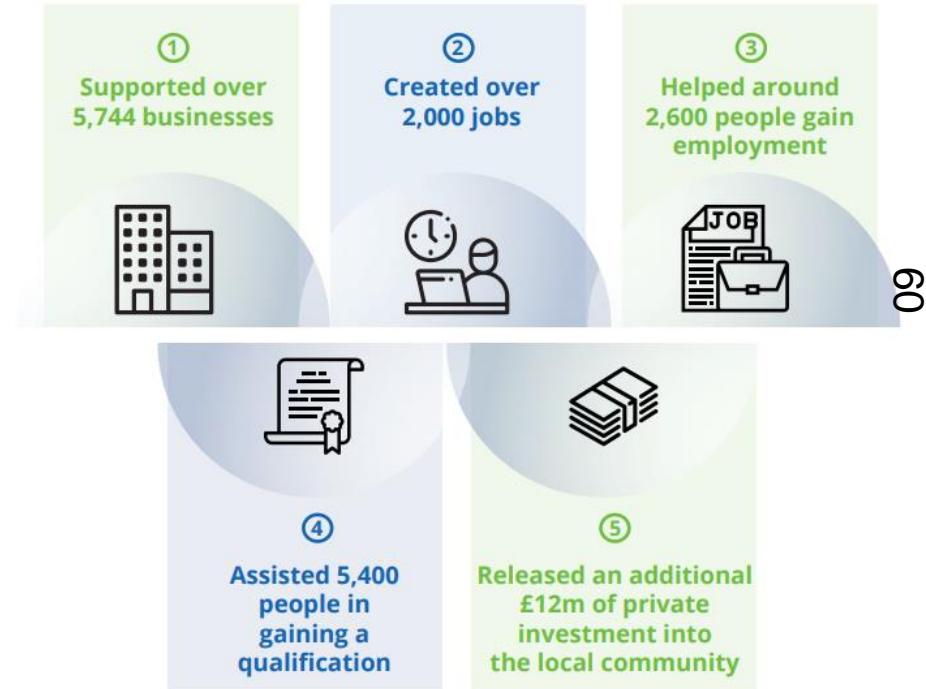 1
Supported over
5,744 businesses
2
Created over
2,000 jobs
3
Helped around
2,600 people gain
employment
JOB
60
4
Assisted 5,400
people in
gaining a
qualification
5
Released an additional
£12m of private
investment into
the local community